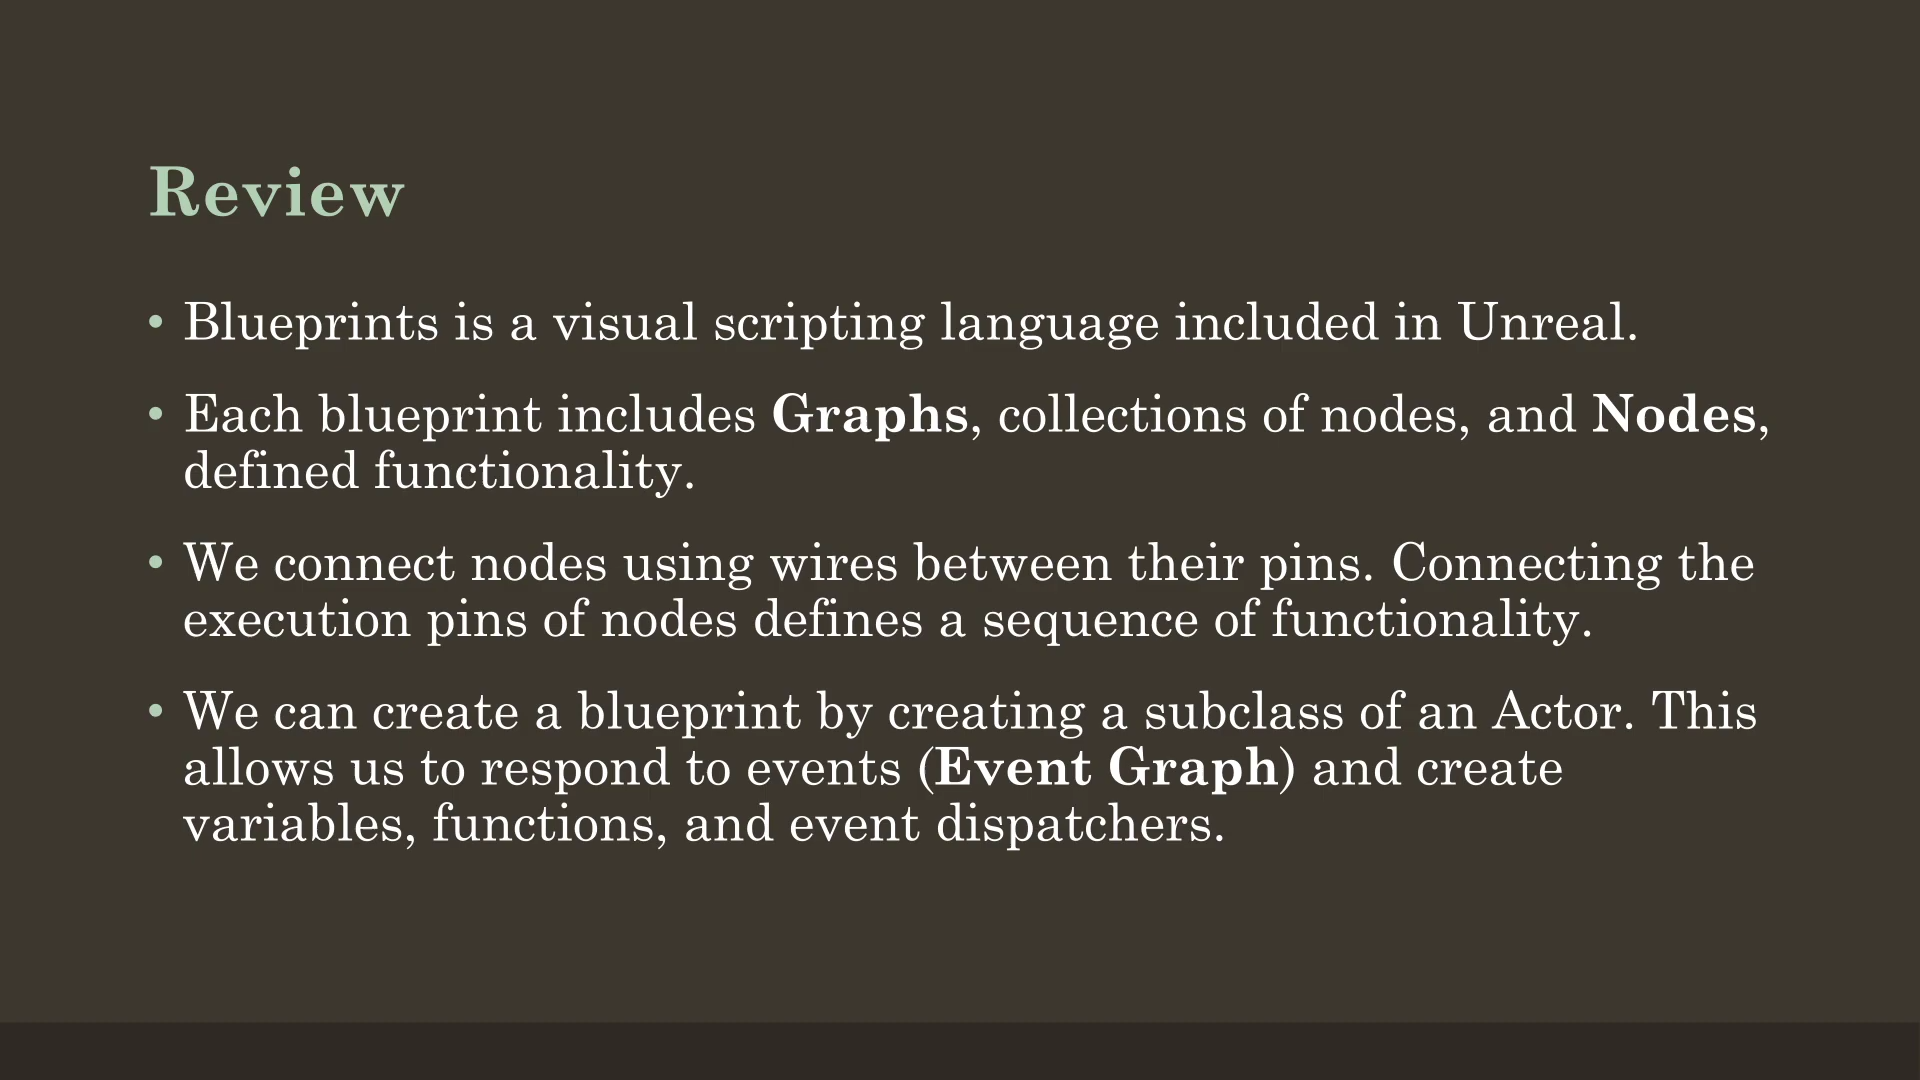 Review
• Blueprints is a visual scripting language included in Unreal.
• Each blueprint includes Graphs, collections of nodes, and Nodes,
defined functionality.
• We connect nodes using wires between their pins. Connecting the
execution pins of nodes defines a sequence of functionality.
• We can create a blueprint by creating a subclass of an Actor. This
allows us to respond to events (Event Graph) and create
variables, functions, and event dispatchers.